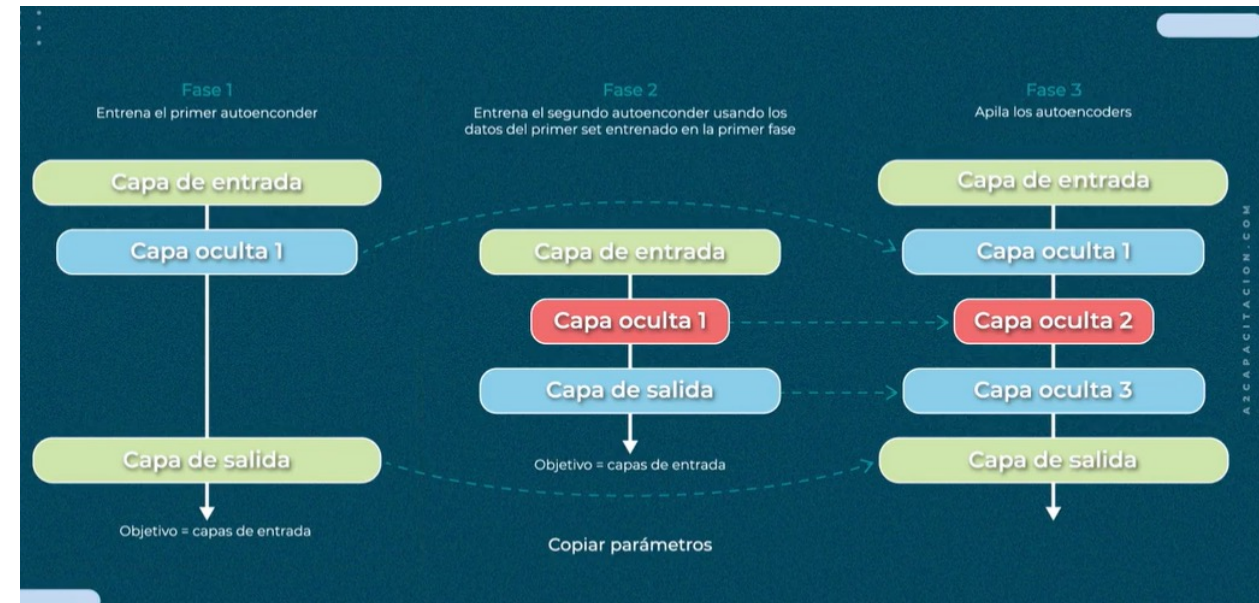 Fase 1
Entrena el primer autoenconder
Capa de entrada
Capa oculta 1
Capa de salida
Objetivo = capas de entrada
Fase 2
Entrena el segundo autoenconder usando los
datos del primer set entrenado en la primer fase
Capa de entrada
Capa oculta 1
Capa de salida
Objetivo = capas de entrada
Copiar parámetros
Fase 3
Apila los autoencoders
Capa de entrada
Capa oculta 1
Capa oculta 2
Capa oculta 3
Capa de salida
A2CAPACITACION.COM